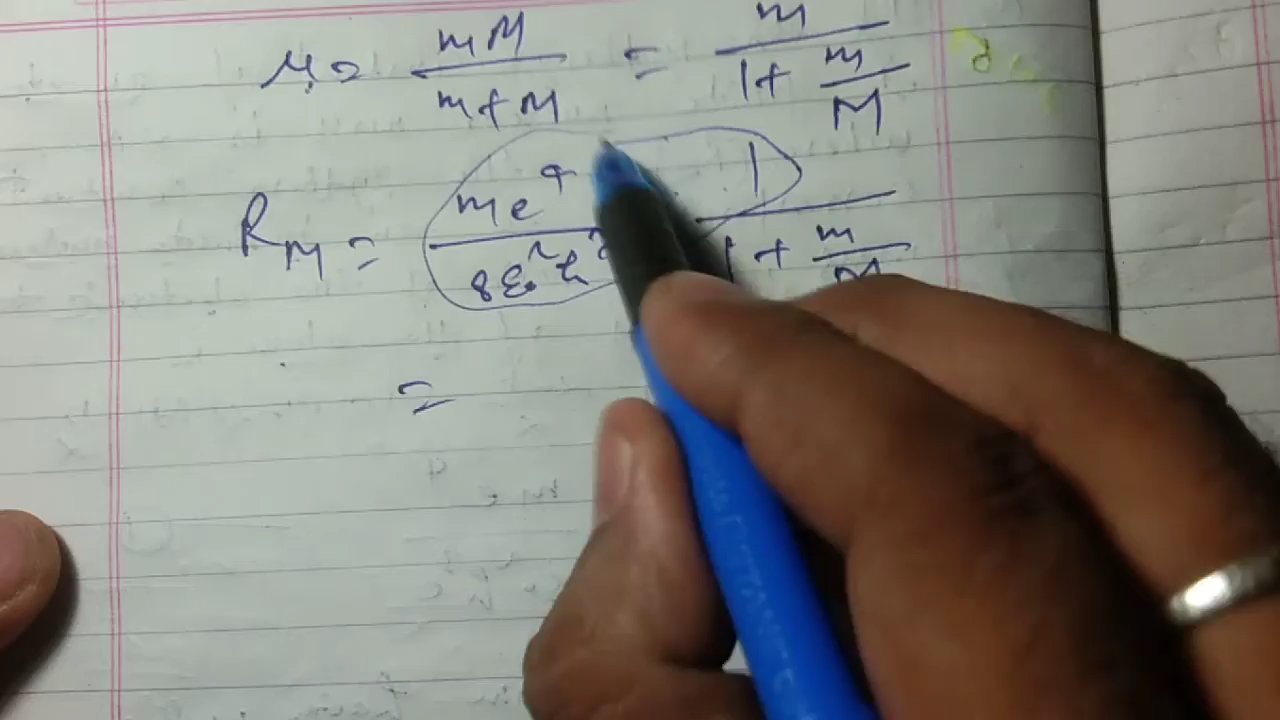 μ = mM / m+M = m / 1 + m/M
R_M = me⁴ / 8ε₀²h² 1 / 1 + m/M
=